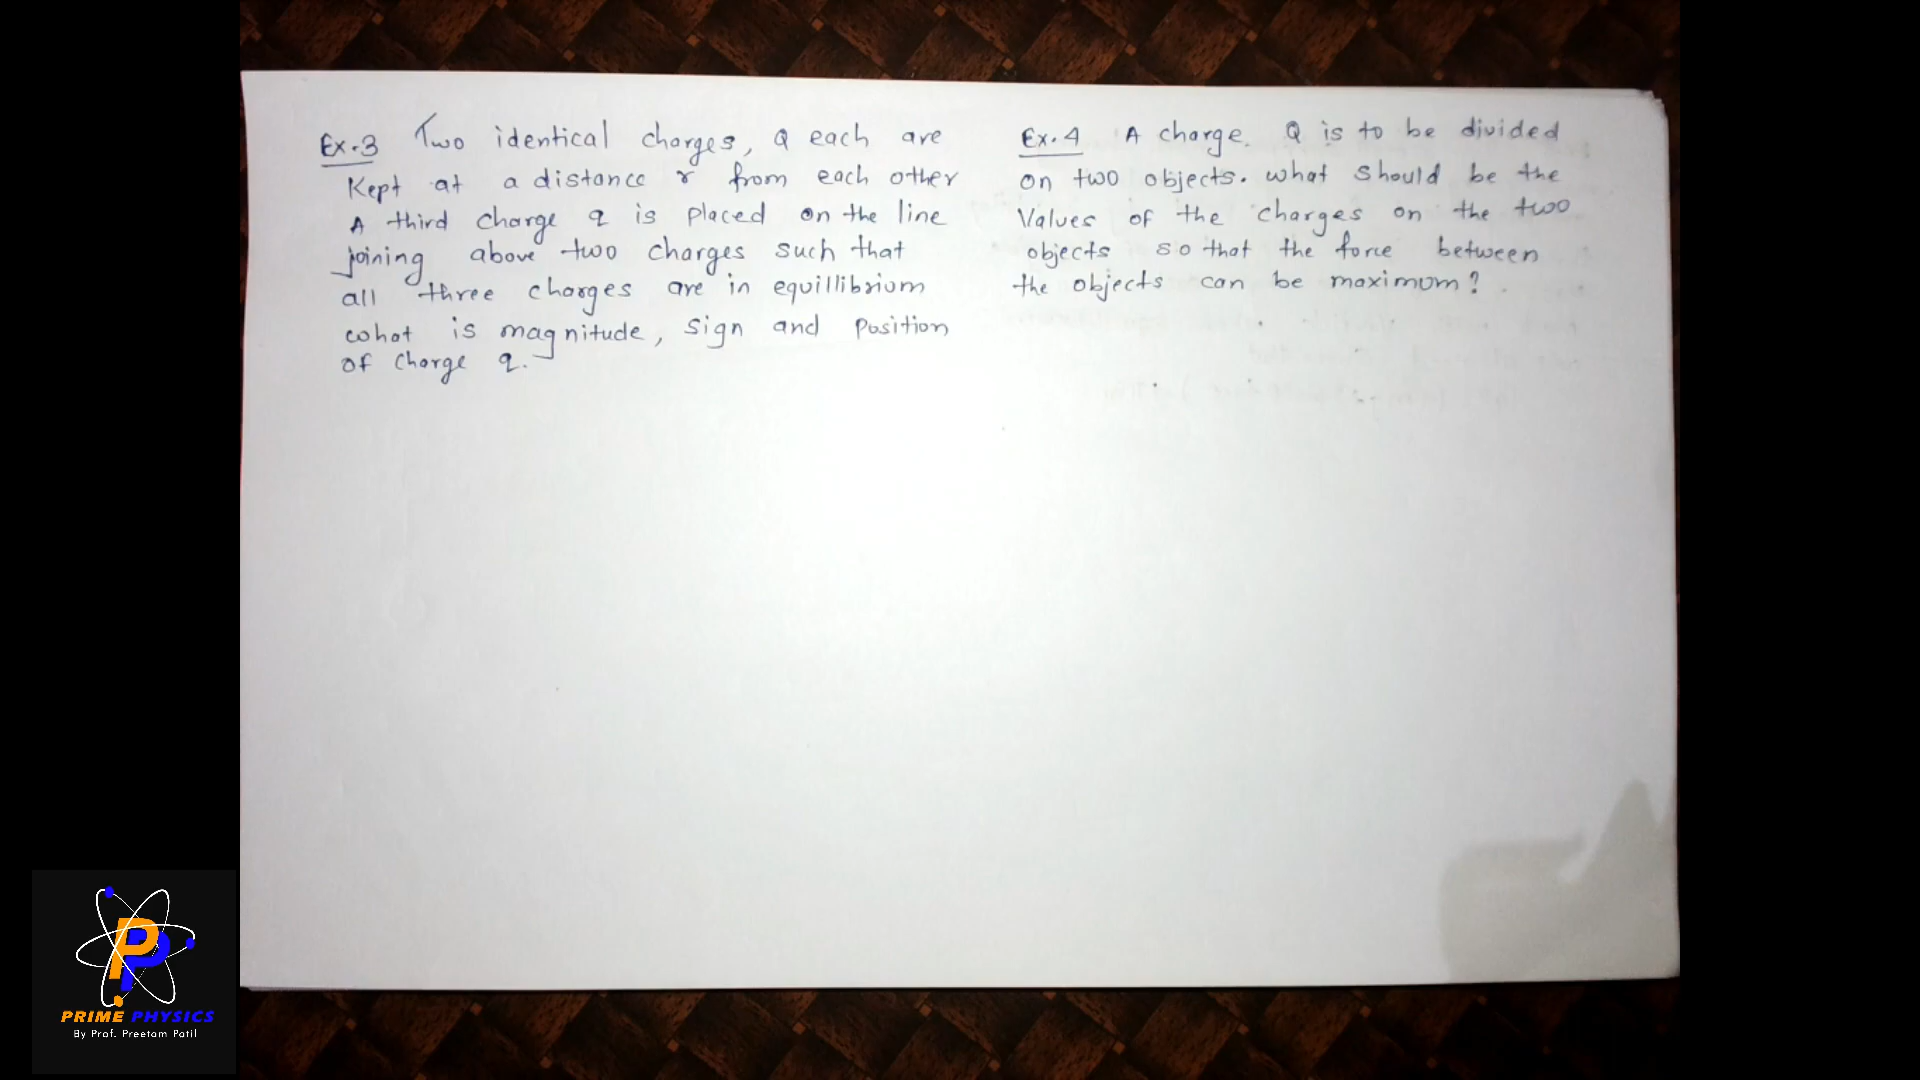 Ex.3 Two identical charges, Q each are
Kept at a distance r from each other
A third charge q is placed on the line
joining above two charges such that
all three charges are in equillibrium
what is magnitude, sign and position
of charge q.
Ex.4 A charge. Q is to be divided
on two objects. what should be the
Values of the charges on the two
objects so that the force between
the objects can be maximum?
PRIME PHYSICS
By Prof. Preetam Patil